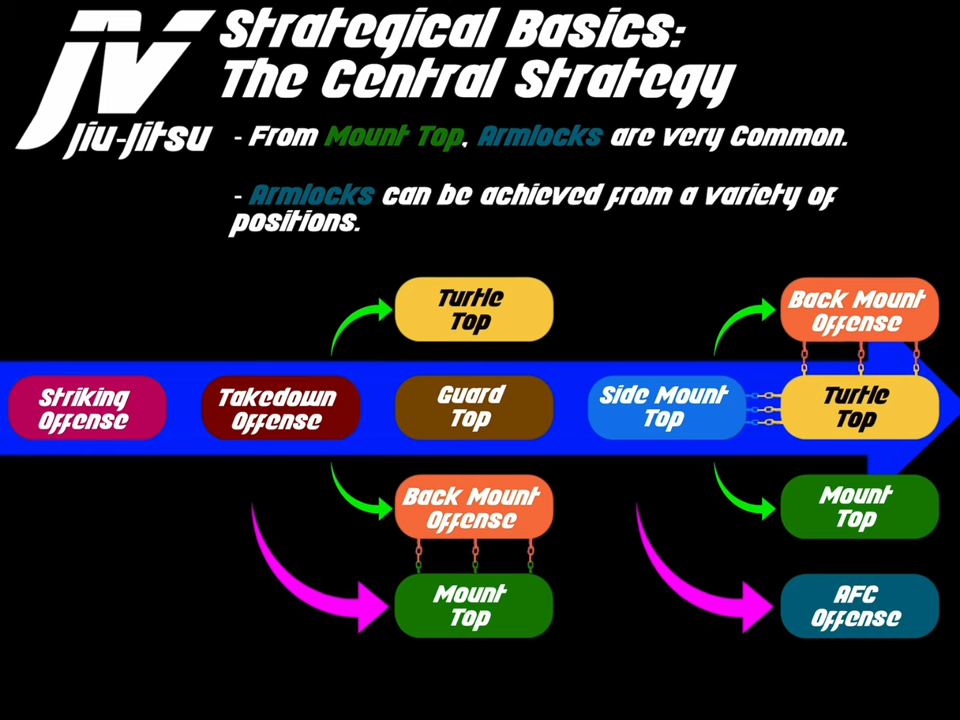 JV
Jiu-Jitsu
Strategical Basics:
The Central Strategy
- From Mount Top, Armlocks are very Common.
- Armlocks can be achieved from a variety of
positions.
Turtle
Top
Back Mount
Offense
Striking
Offense
Takedown
Offense
Guard
Top
Side Mount
Top
Turtle
Top
Back Mount
Offense
Mount
Top
Mount
Top
AFC
Offense